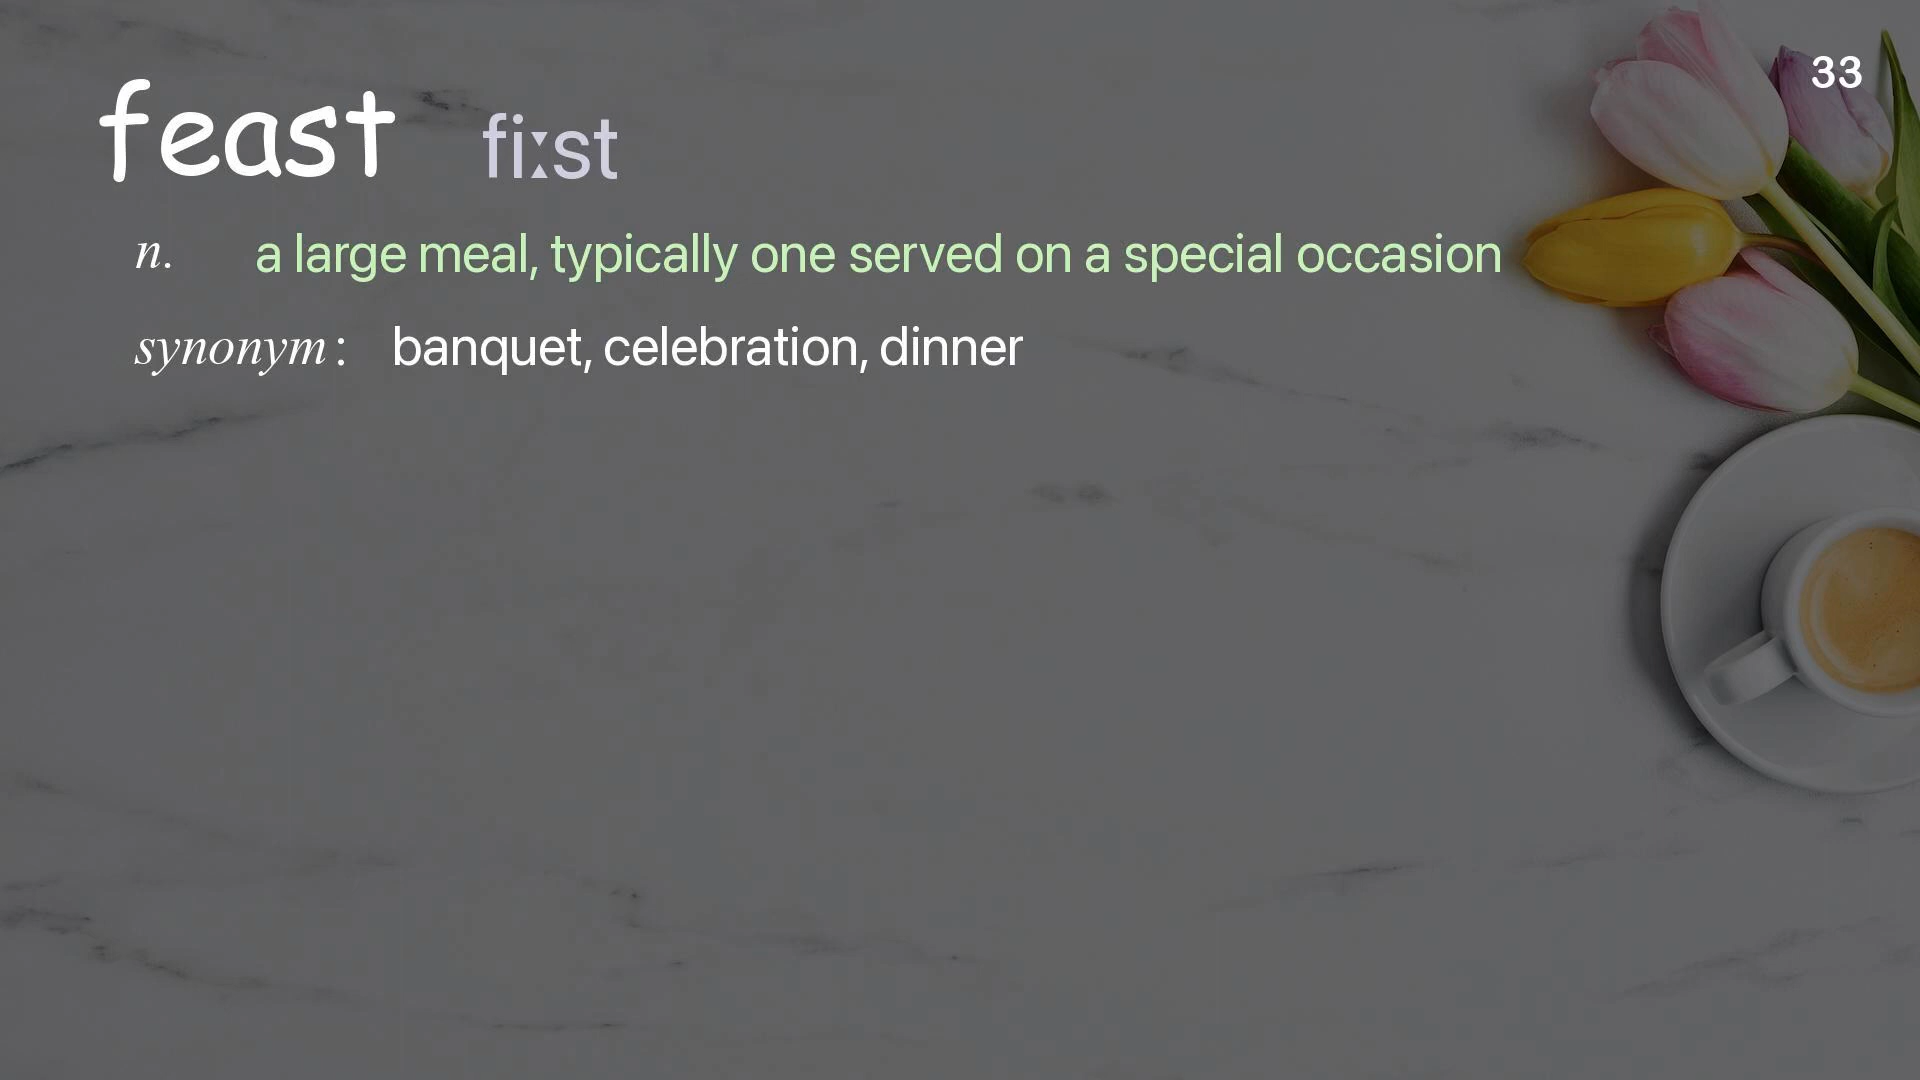 33
feast fiːst
n. a large meal, typically one served on a special occasion
synonym: banquet, celebration, dinner